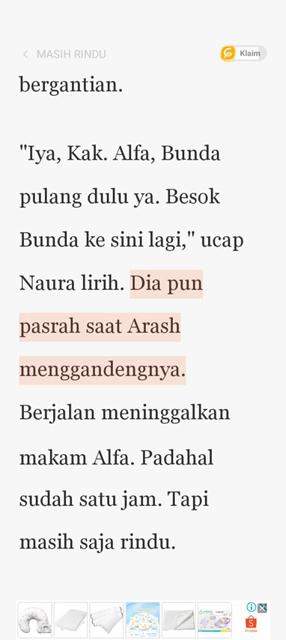 MASIH RINDU
Klaim
bergantian.
"Iya, Kak. Alfa, Bunda
pulang dulu ya. Besok
Bunda ke sini lagi," ucap
Naura lirih. Dia pun
pasrah saat Arash
menggandengnya.
Berjalan meninggalkan
makam Alfa. Padahal
sudah satu jam. Tapi
masih saja rindu.